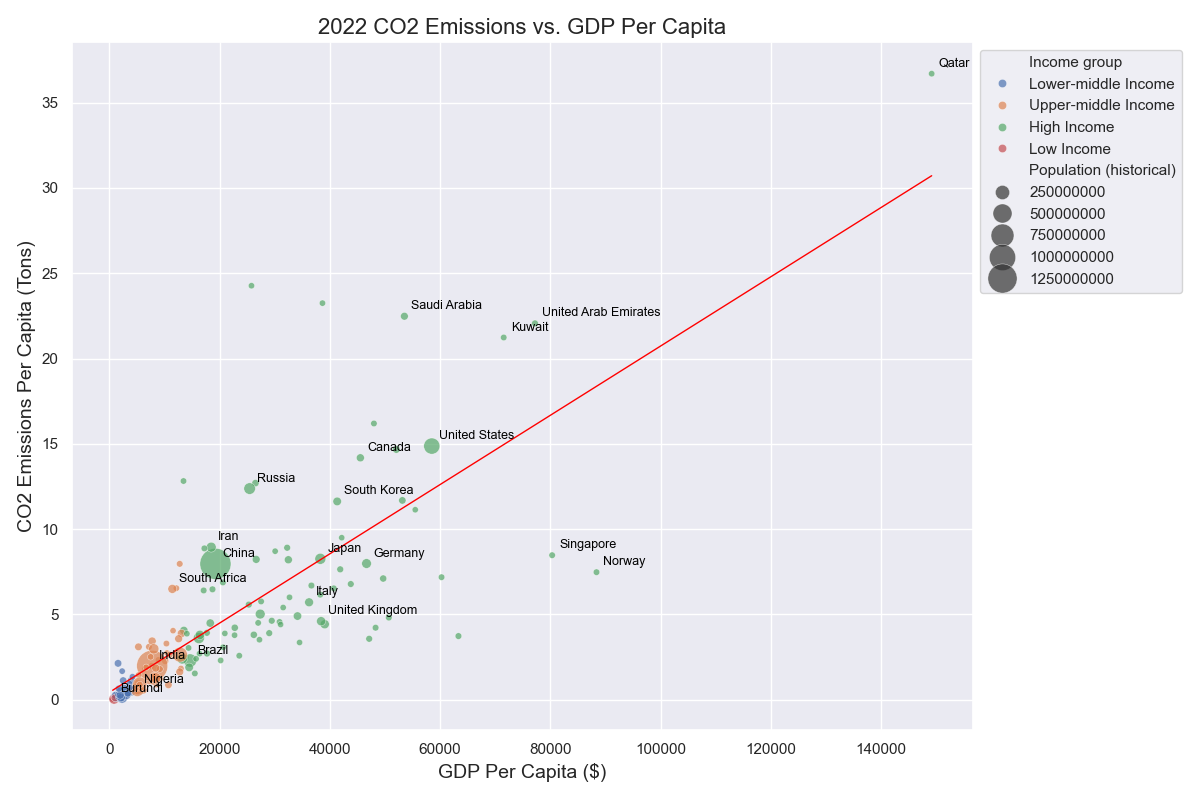 2022 CO2 Emissions vs. GDP Per Capita
CO2 Emissions Per Capita (Tons)
35
30
25
20
15
10
5
0
Qatar
Saudi Arabia
United Arab Emirates
Kuwait
United States
Canada
Russia
South Korea
Iran
China
Japan
Germany
Singapore
Norway
South Africa
Italy
United Kingdom
Brazil
India
Nigeria
Burundi
0
20000
40000
60000
80000
100000
120000
140000
GDP Per Capita ($)
Income group
Lower-middle Income
Upper-middle Income
High Income
Low Income
Population (historical)
250000000
500000000
750000000
1000000000
1250000000